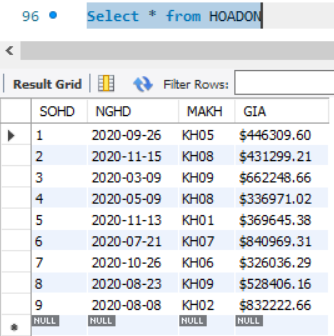 96 Select * from HOADON
Result Grid Filter Rows:
SOHD NGHD MAKH GIA
1 2020-09-26 KH05 $446309.60
2 2020-11-15 KH08 $431299.21
3 2020-03-09 KH09 $662248.66
4 2020-05-09 KH08 $336971.02
5 2020-11-13 KH01 $369645.38
6 2020-07-21 KH07 $840969.31
7 2020-10-26 KH06 $326036.29
8 2020-08-23 KH09 $528406.16
9 2020-08-08 KH02 $832222.66
NULL NULL NULL NULL